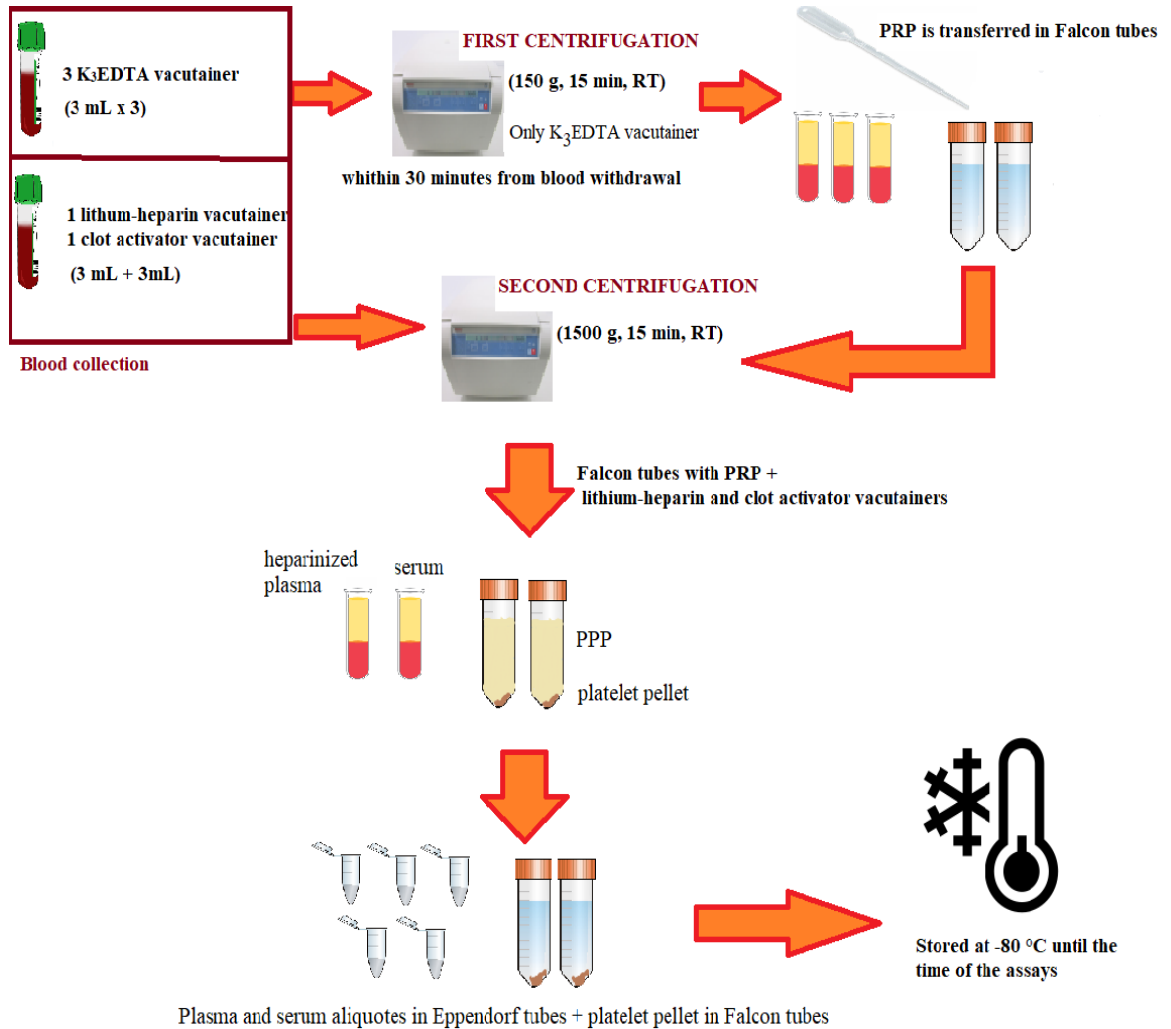 3 K3EDTA vacutainer
(3 mL x 3)
FIRST CENTRIFUGATION
(150 g, 15 min, RT)
Only K3EDTA vacutainer
whithin 30 minutes from blood withdrawal
PRP is transferred in Falcon tubes
1 lithum-heparin vacutainer
1 clot activator vacutainer
(3 mL + 3mL)
Blood collection
SECOND CENTRIFUGATION
(1500 g, 15 min, RT)
Falcon tubes with PRP +
lithium-heparin and clot activator vacutainers
heparinized
plasma
serum
PPP
platelet pellet
Stored at -80 °C until the
time of the assays
Plasma and serum aliquotes in Eppendorf tubes + platelet pellet in Falcon tubes